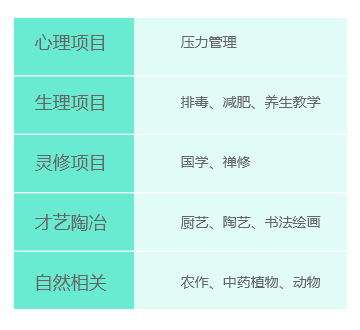 心理项目 压力管理
生理项目 排毒、减肥、养生教学
灵修项目 国学、禅修
才艺陶冶 厨艺、陶艺、书法绘画
自然相关 农作、中药植物、动物